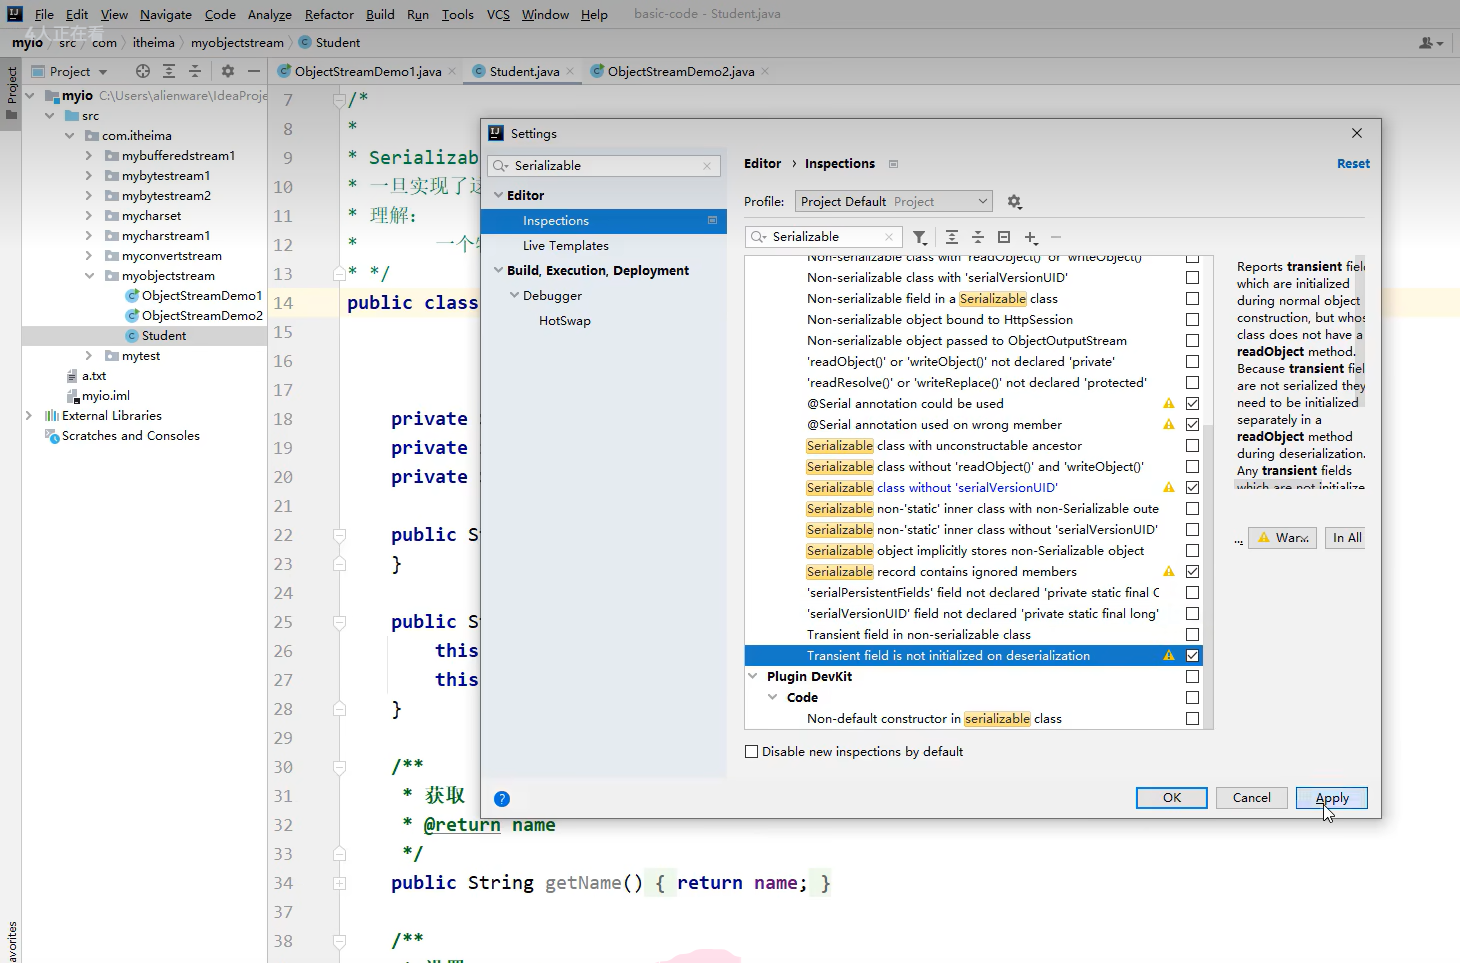 File Edit View Navigate Code Analyze Refactor Build Run Tools VCS Window Help basic-code - Student.java
4人正在看
myio src com itheima myobjectstream Student
Project
Project
ObjectStreamDemo1.java Student.java ObjectStreamDemo2.java
myio C:\Users\alienware\IdeaProje
src
com.itheima
mybufferedstream1
mybytestream1
mybytestream2
mycharset
mycharstream1
myconvertstream
myobjectstream
ObjectStreamDemo1
ObjectStreamDemo2
Student
mytest
a.txt
myio.iml
External Libraries
Scratches and Consoles
avorites
7 /*
8 *
9 * Serializab
10 * 一旦实现了
11 * 理解：
12 * 一个
13 * */
14 public class
15
16
17
18 private
19 private
20 private
21
22 public S
23 }
24
25 public S
26 this
27 this
28 }
29
30 /**
31 * 获取
32 * @return name
33 */
34 public String getName() { return name; }
37
38 /**
Settings
Serializable
Editor
Inspections
Live Templates
Build, Execution, Deployment
Debugger
HotSwap
Editor › Inspections
Reset
Profile: Project Default Project
Serializable
Non-serializable class with 'readObject()' or 'writeObject()'
Non-serializable class with 'serialVersionUID'
Non-serializable field in a Serializable class
Non-serializable object bound to HttpSession
Non-serializable object passed to ObjectOutputStream
'readObject()' or 'writeObject()' not declared 'private'
'readResolve()' or 'writeReplace()' not declared 'protected'
@Serial annotation could be used
@Serial annotation used on wrong member
Serializable class with unconstructable ancestor
Serializable class without 'readObject()' and 'writeObject()'
Serializable class without 'serialVersionUID'
Serializable non-'static' inner class with non-Serializable oute
Serializable non-'static' inner class without 'serialVersionUID'
Serializable object implicitly stores non-Serializable object
Serializable record contains ignored members
'serialPersistentFields' field not declared 'private static final O
'serialVersionUID' field not declared 'private static final long'
Transient field in non-serializable class
Transient field is not initialized on deserialization
Plugin DevKit
Code
Non-default constructor in serializable class
Reports transient field
which are initialized
during normal object
construction, but whos
class does not have a
readObject method.
Because transient fiel
are not serialized they
need to be initialized
separately in a
readObject method
during deserialization.
Any transient fields
which are not initialize
... Warn In All
Disable new inspections by default
? OK Cancel Apply